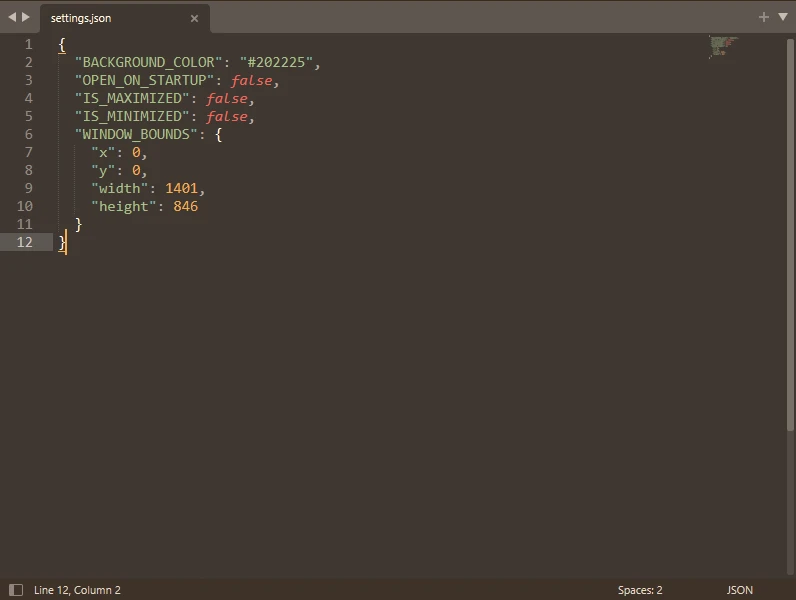 settings.json
1 {
2 "BACKGROUND_COLOR": "#202225",
3 "OPEN_ON_STARTUP": false,
4 "IS_MAXIMIZED": false,
5 "IS_MINIMIZED": false,
6 "WINDOW_BOUNDS": {
7 "x": 0,
8 "y": 0,
9 "width": 1401,
10 "height": 846
11 }
12 }
Line 12, Column 2 Spaces: 2 JSON